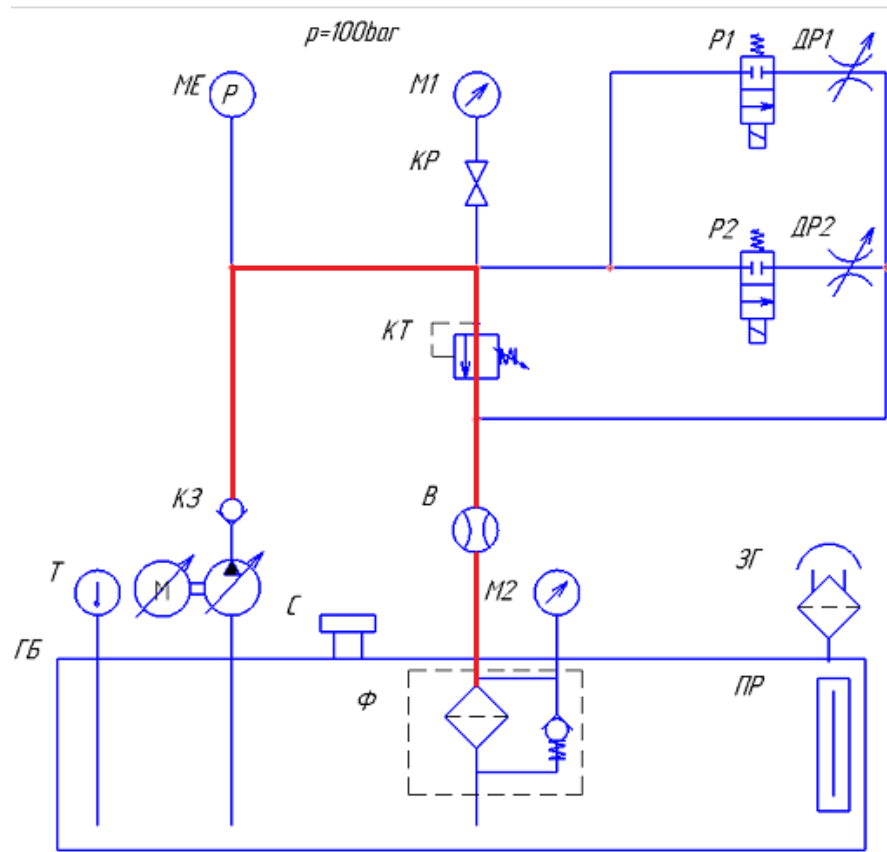 p=100bar
МЕ
P
М1
Р1
ДР1
КР
Р2
ДР2
КТ
КЗ
В
Т
М
С
М2
ЗГ
ГБ
Ф
ПР